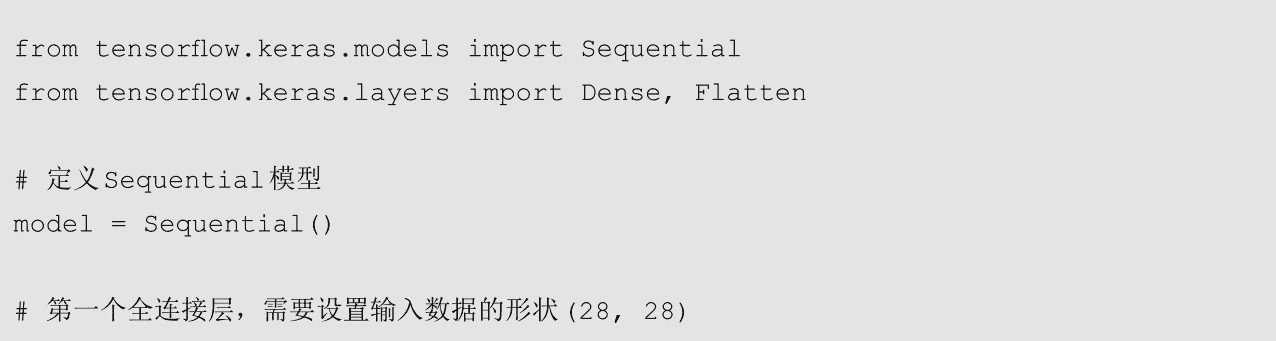 from tensorflow.keras.models import Sequential
from tensorflow.keras.layers import Dense, Flatten
# 定义Sequential模型
model = Sequential()
# 第一个全连接层，需要设置输入数据的形状(28, 28)